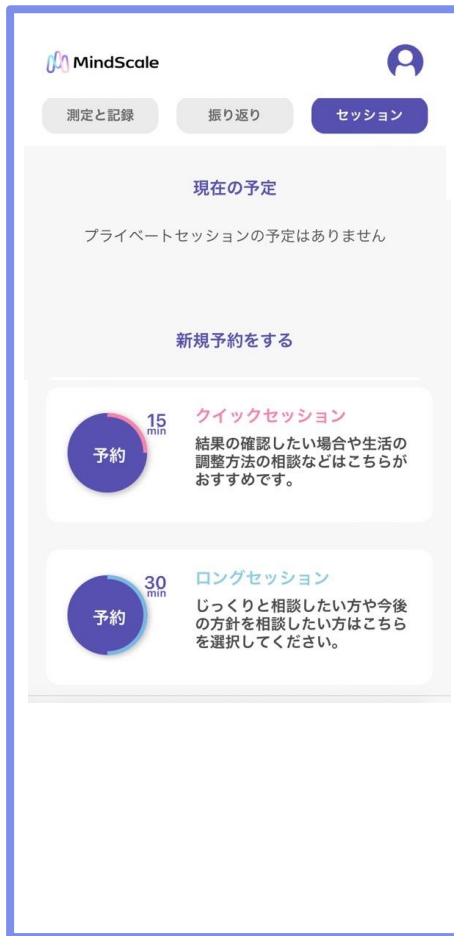 MindScale
測定と記録
振り返り
セッション
現在の予定
プライベートセッションの予定はありません
新規予約をする
予約
15
min
クイックセッション
結果の確認したい場合や生活の
調整方法の相談などはこちらが
おすすめです。
予約
30
min
ロングセッション
じっくりと相談したい方や今後
の方針を相談したい方はこちら
を選択してください。